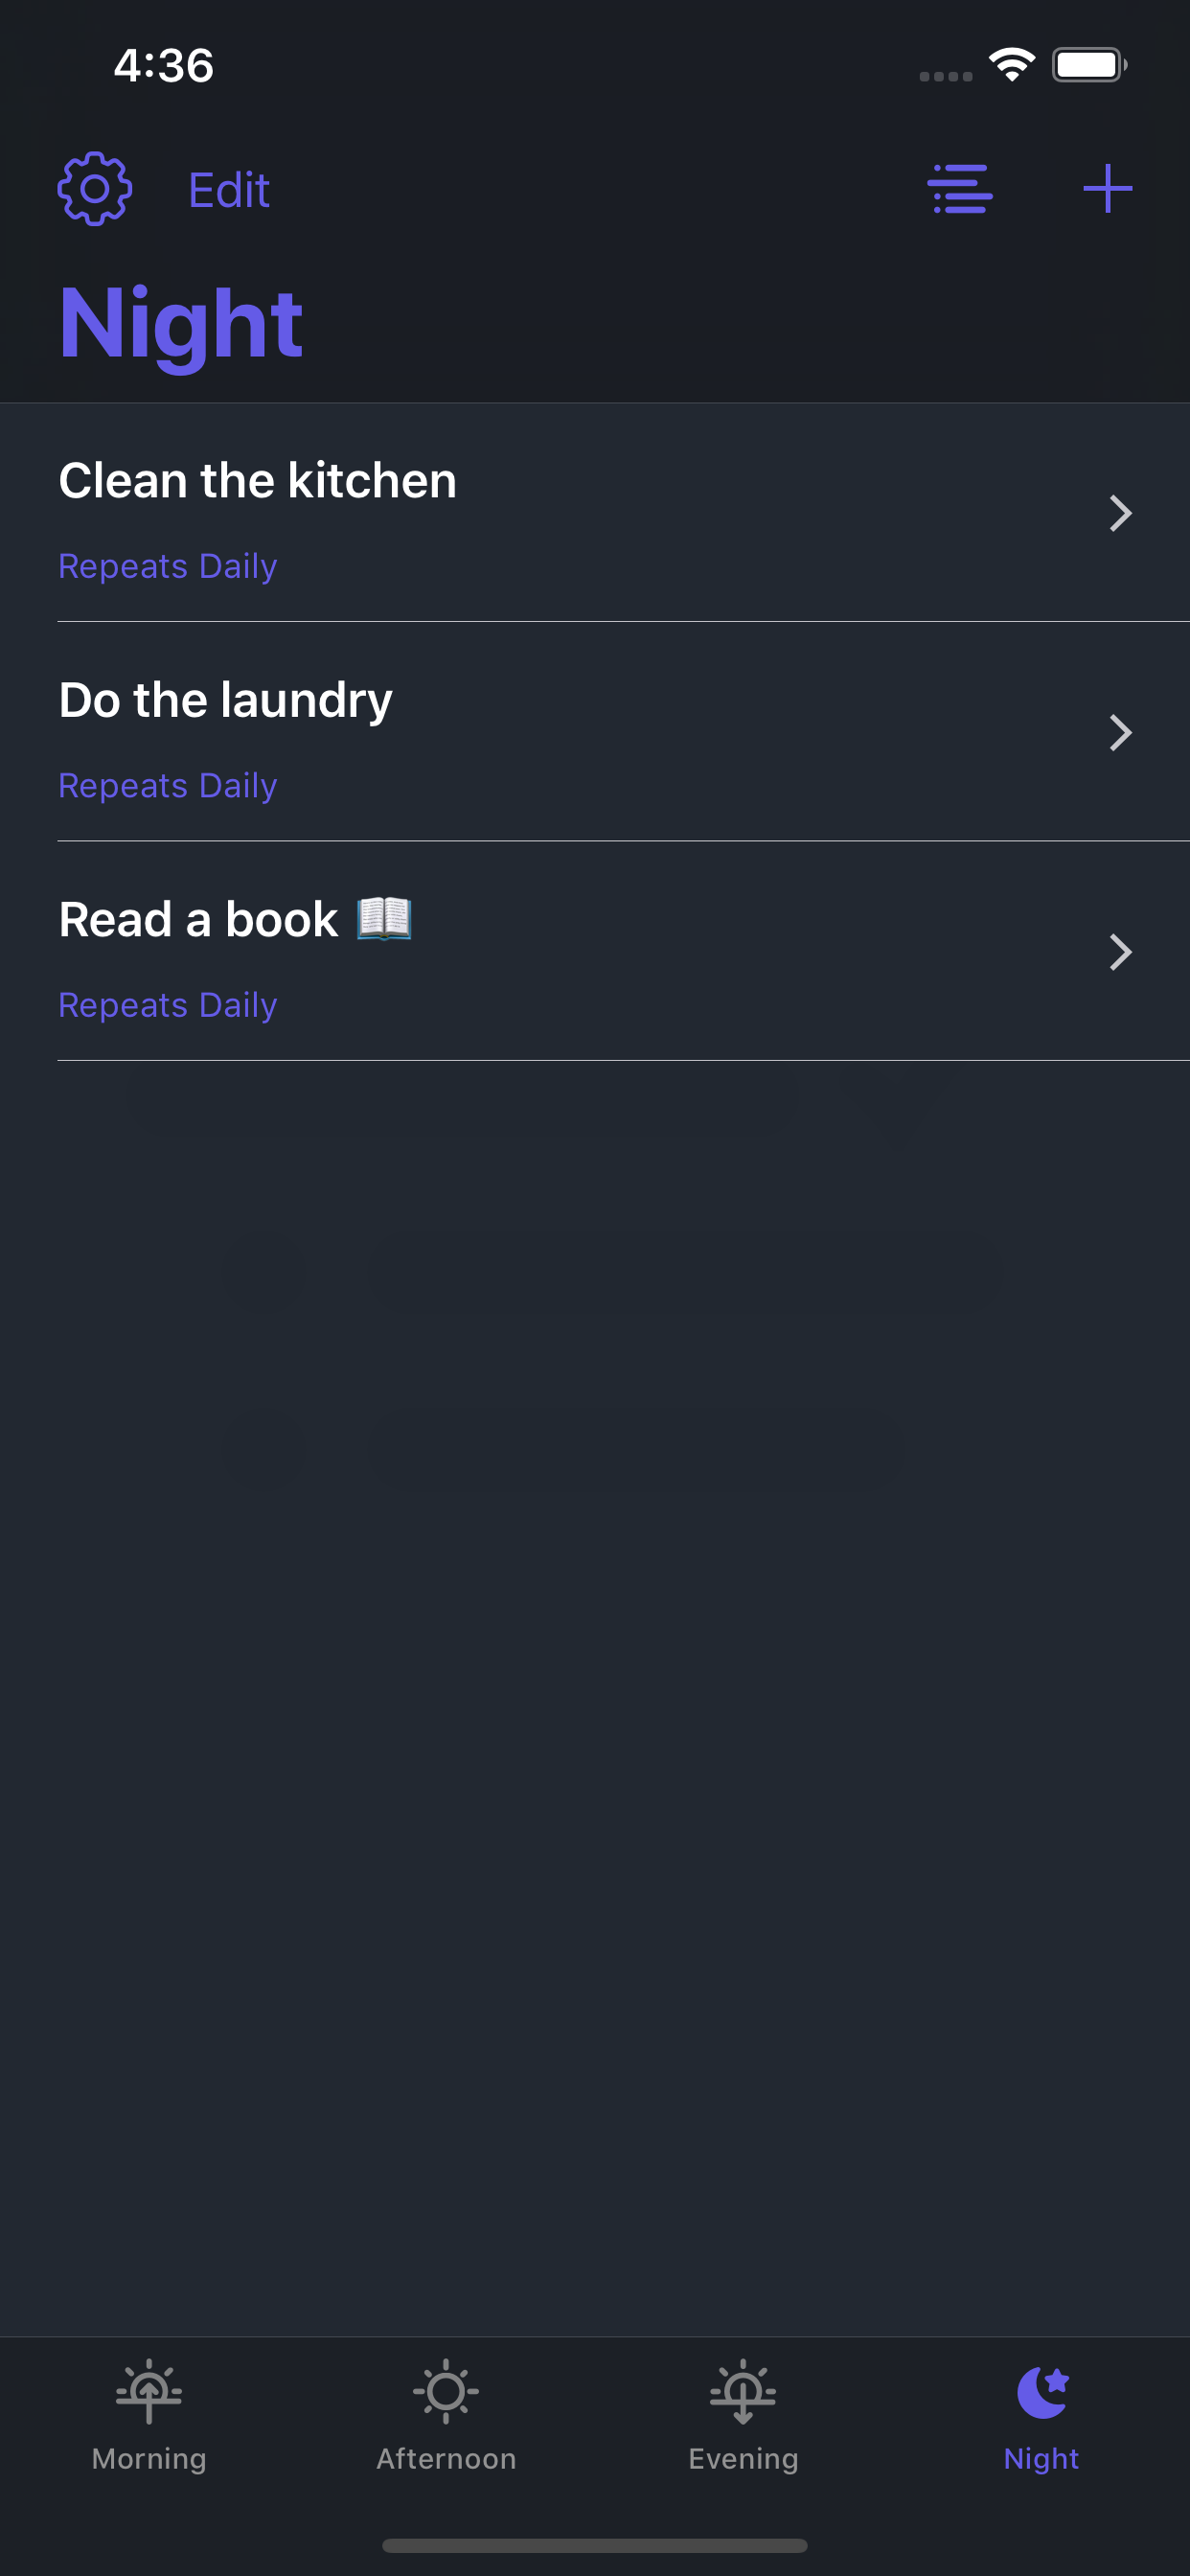 4:36
Edit
Night
Clean the kitchen
Repeats Daily
Do the laundry
Repeats Daily
Read a book 📖
Repeats Daily
Morning
Afternoon
Evening
Night